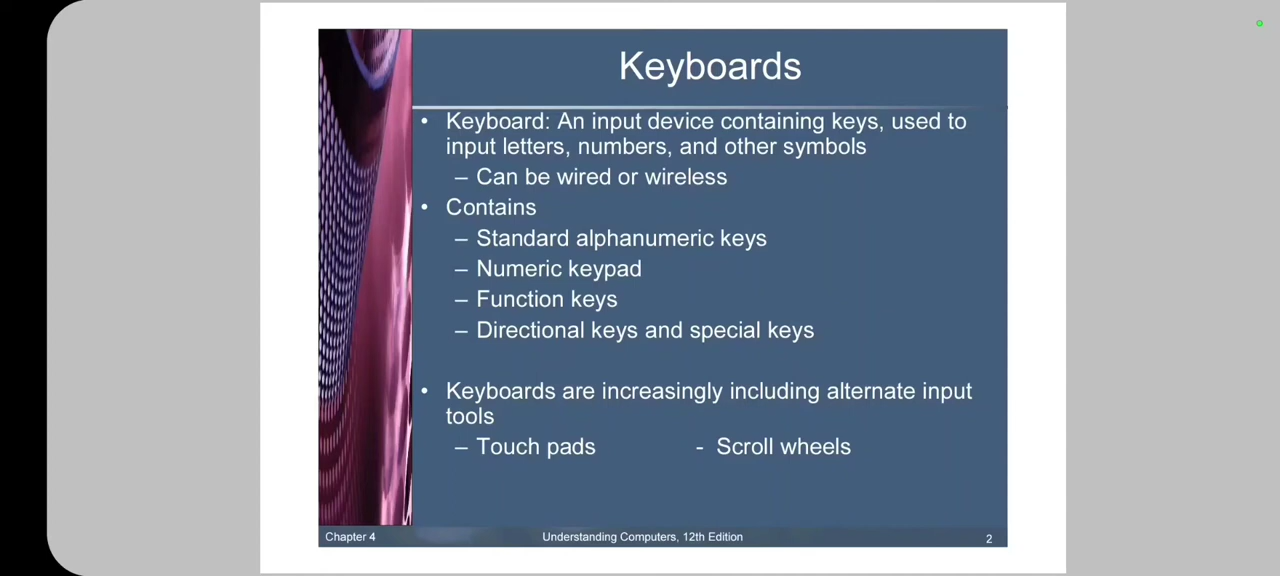 Keyboards
• Keyboard: An input device containing keys, used to
input letters, numbers, and other symbols
– Can be wired or wireless
• Contains
– Standard alphanumeric keys
– Numeric keypad
– Function keys
– Directional keys and special keys
• Keyboards are increasingly including alternate input
tools
– Touch pads - Scroll wheels
Chapter 4 Understanding Computers, 12th Edition 2